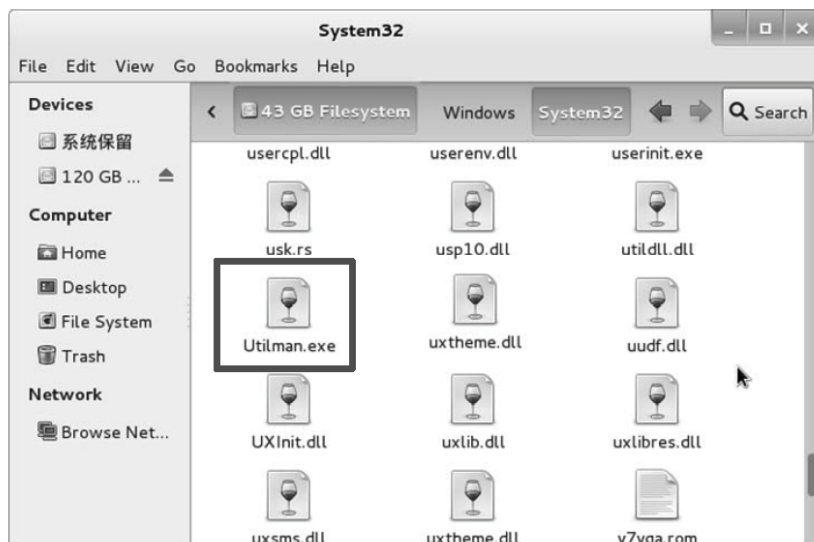 System32
File Edit View Go Bookmarks Help
Devices
系统保留
120 GB ...
Computer
Home
Desktop
File System
Trash
Network
Browse Net...
43 GB Filesystem Windows System32 Search
usercpl.dll userenv.dll userinit.exe
usk.rs usp10.dll utildll.dll
Utilman.exe uxtheme.dll uudf.dll
UXInit.dll uxlib.dll uxlibres.dll
uxsms.dll uxtheme.dll v7vga.rom